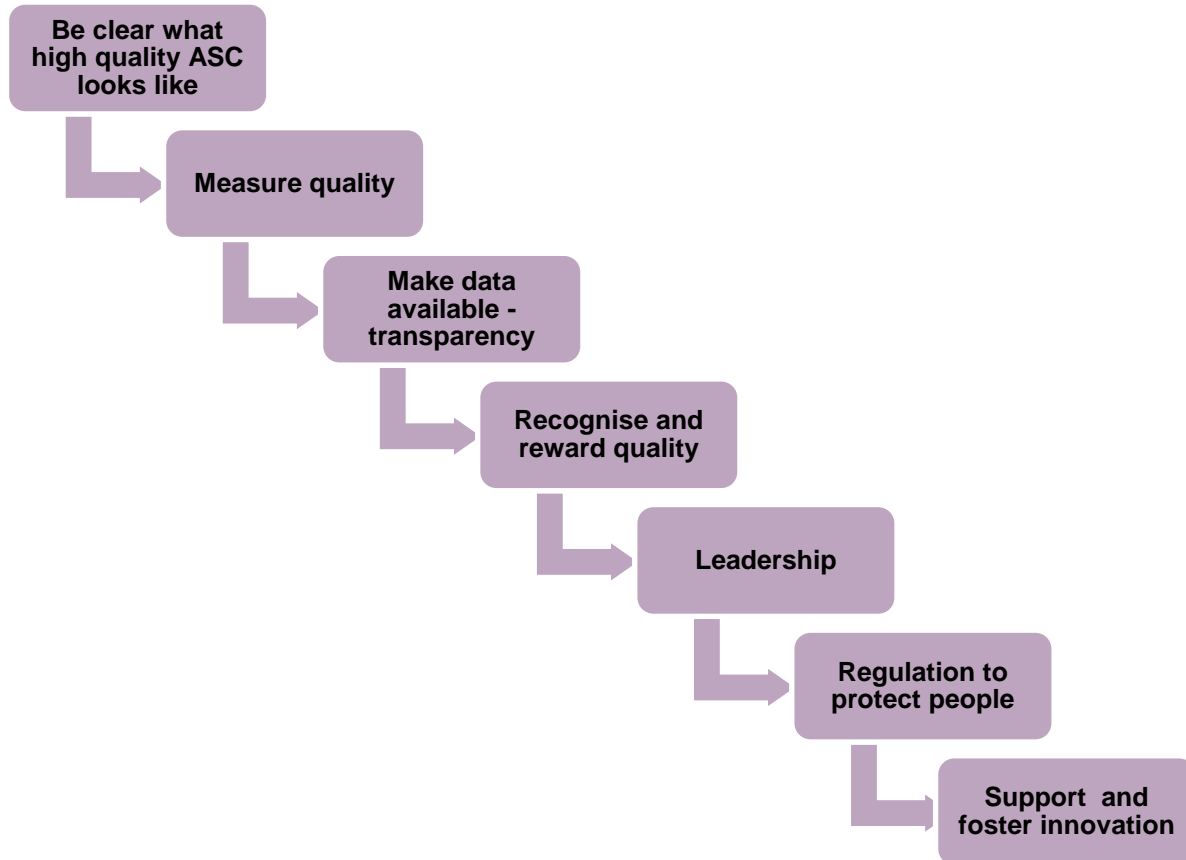 Be clear what
high quality ASC
looks like
Measure quality
Make data
available -
transparency
Recognise and
reward quality
Leadership
Regulation to
protect people
Support and
foster innovation